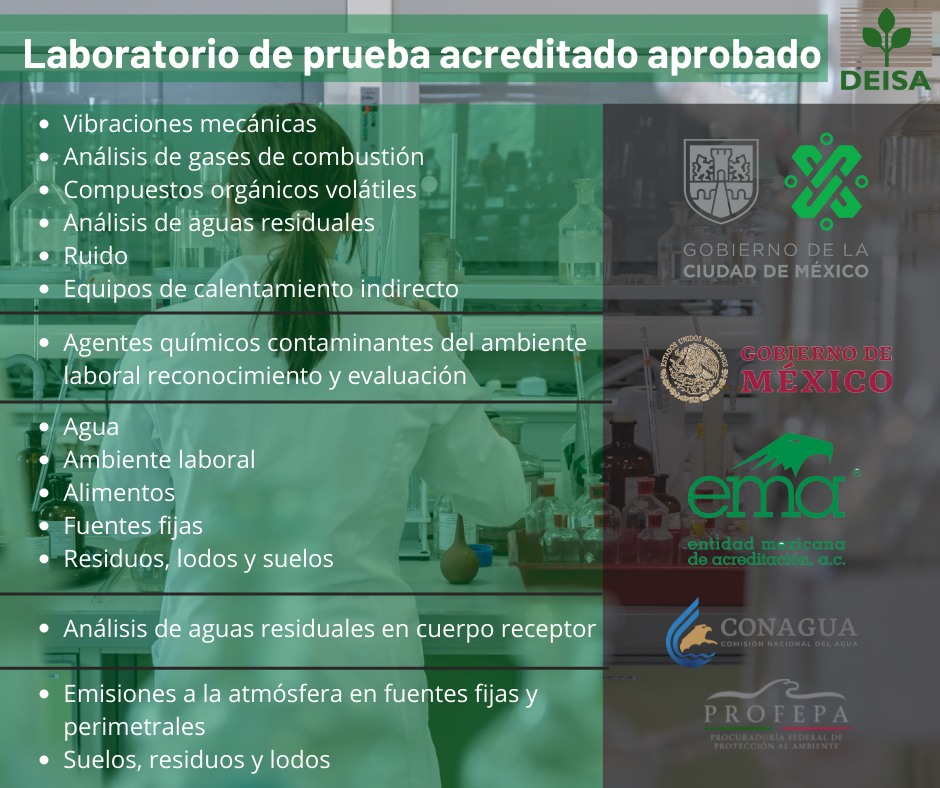 Laboratorio de prueba acreditado aprobado
DEISA
• Vibraciones mecánicas
• Análisis de gases de combustión
• Compuestos orgánicos volátiles
• Análisis de aguas residuales
• Ruido
• Equipos de calentamiento indirecto
GOBIERNO DE LA
CIUDAD DE MÉXICO
• Agentes químicos contaminantes del ambiente
laboral reconocimiento y evaluación
ESTADOS UNIDOS MEXICANOS
GOBIERNO DE
MÉXICO
• Agua
• Ambiente laboral
• Alimentos
• Fuentes fijas
• Residuos, lodos y suelos
ema
entidad mexicana
de acreditación, a.c.
• Análisis de aguas residuales en cuerpo receptor
CONAGUA
COMISIÓN NACIONAL DEL AGUA
• Emisiones a la atmósfera en fuentes fijas y
perimetrales
• Suelos, residuos y lodos
PROFEPA
PROCURADURÍA FEDERAL DE
PROTECCIÓN AL AMBIENTE